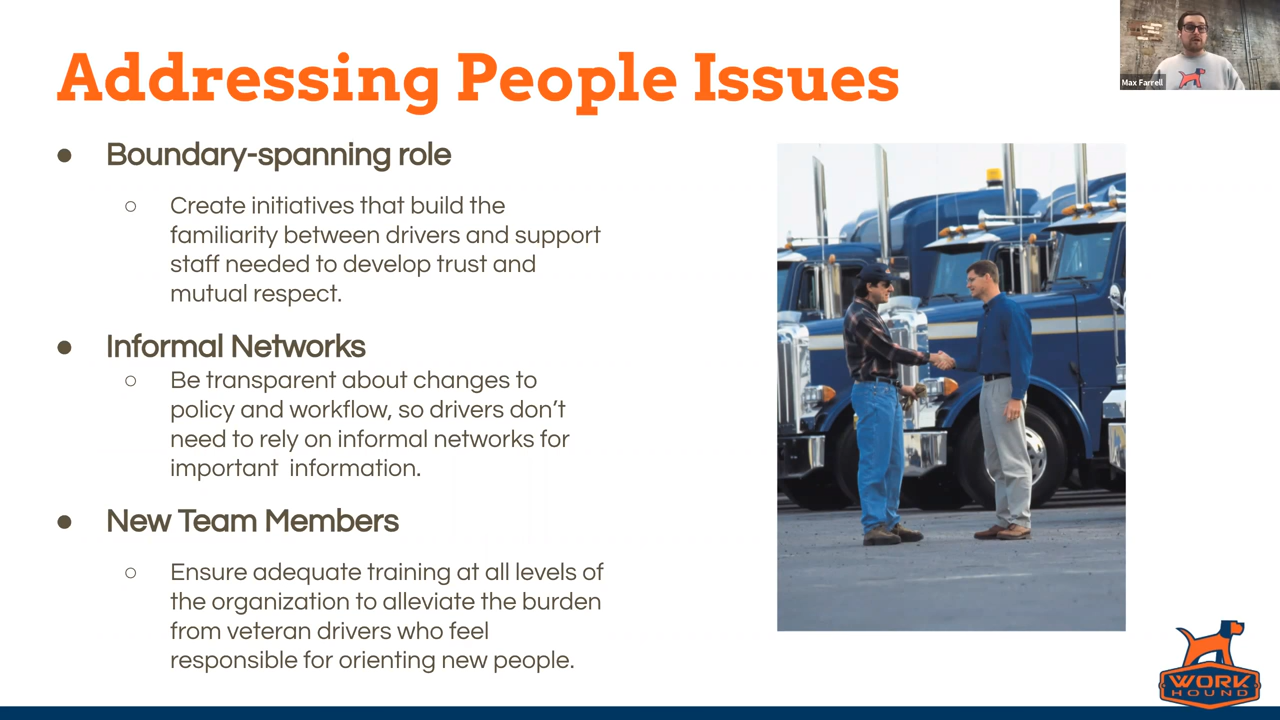 Addressing People Issues
Max Farrell
● Boundary-spanning role
○ Create initiatives that build the
familiarity between drivers and support
staff needed to develop trust and
mutual respect.
● Informal Networks
○ Be transparent about changes to
policy and workflow, so drivers don’t
need to rely on informal networks for
important information.
● New Team Members
○ Ensure adequate training at all levels of
the organization to alleviate the burden
from veteran drivers who feel
responsible for orienting new people.
WORK
HOUND